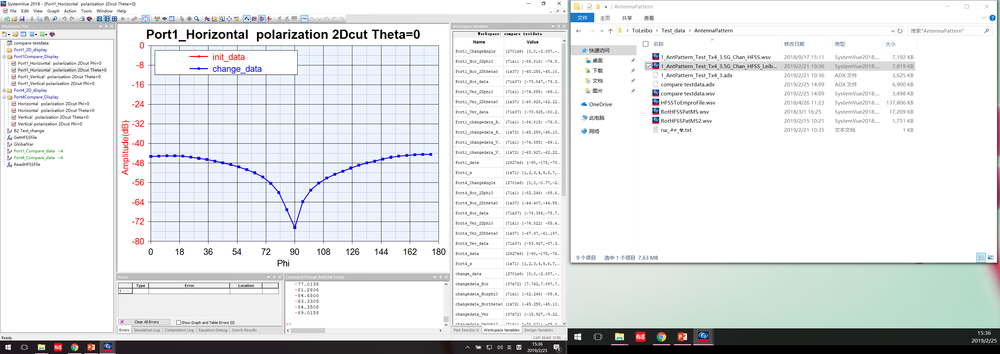 SystemVue 2018 - [Port1_Horizontal  polarization 2Dcut Theta=0]
File Edit View Graph Action Tools Window Help
Workspace Tree
compare testdata
Port1_2D_display
Port1Compare_Display
Port1_Horizontal  polarization 2Dcut Phi=0
Port1_Horizontal  polarization 2Dcut Theta=0
Port1_Vertical  polarization 2Dcut Theta=0
Port1_Vertical polarization 2Dcut Phi=0
Port4_2D_display
Port4Compare_Display
Horizontal  polarization 2Dcut Phi=0
Horizontal  polarization 2Dcut Theta=0
Vertical  polarization 2Dcut Theta=0
Vertical polarization 2Dcut Phi=0
B2 Test_change
GetHFSSFile
GlobalVar
Port1_Compare_data ~A
Port4_Compare_data ~A
ReadHFSSFile
Port1_Horizontal  polarization 2Dcut Theta=0
init_data
change_data
0
-8
-16
-24
-32
-40
-48
-56
-64
-72
-80
Amplitude(dB)
0 18 36 54 72 90 108 126 144 162 180
Phi
Errors
Type Error Location
1
Clear All Errors
Show Graph and Table Errors (0)
Errors Simulation Log Compilation Log Equation Debug Search Results
Command Prompt (MATLAB Script)
-77.0138
-81.2606
-84.6800
-83.3305
-84.3508
-89.0158
>>
Workspace Variables
Workspace: compare testdata
Name Value
Port1_ChangeAngle (2701x6) [0,0,-2.087,-...
Port1_Hor_2Dphi0 (71x1) [-86.816; -76.8...
Port1_Hor_2Dtheta0 (1x37) [-45.258,-45.10...
Port1_Hor_data (71x37) [-78.847,-78.3...
Port1_Ver_2Dphi0 (71x1) [-74.855; -69.1...
Port1_Ver_2Dtheta0 (1x37) [-68.928,-62.22...
Port1_Ver_data (71x37) [-78.925,-80.2...
Port1_changedata_H... (71x1) [-86.815; -76.8...
Port1_changedata_H... (1x72) [-45.258,-45.10...
Port1_changedata_V... (71x1) [-74.855; -69.1...
Port1_changedata_V... (1x72) [-68.927,-62.22...
Port1_data (2627x6) [-90,-175,-78...
Port1_x (1x71) [1,2,3,4,5,6,7,...
Port4_ChangeAngle (2701x6) [0,0,-0.77,-2...
Port4_Hor_2Dphi0 (71x1) [-82.246; -85.6...
Port4_Hor_2Dtheta0 (1x37) [-44.407,-44.55...
Port4_Hor_data (71x37) [-76.356,-75.7...
Port4_Ver_2Dphi0 (71x1) [-76.822; -85.4...
Port4_Ver_2Dtheta0 (1x37) [-67.97,-61.197...
Port4_Ver_data (71x37) [-93.927,-87.3...
Port4_data (2627x6) [-90,-175,-76...
Port4_x (1x71) [1,2,3,4,5,6,7,...
change_data (2701x6) [0,0,-2.087,-...
changedata_Hor (37x72) [7.742,7.897,7...
changedata_Horphi0 (71x1) [-82.246; -85.6...
changedata_Hortheta0 (1x72) [-45.258,-45.10...
changedata_Ver (37x72) [-15.927,-9.22...
changedata_Verphi0 (71x1) [-76.821; -85.3...
Part Selector A Workspace Variables Design Variables
Ready
CAP NUM SCRL
英 M
15:36
2019/2/25
1
AntennaPattern
文件 主页 共享 查看
ToLeibo Test_data AntennaPattern
搜索"AntennaPattern"
快速访问
桌面
下载
文档
图片
OneDrive
此电脑
网络
名称 修改日期 类型 大小
1_AntPattern_Test_Tx4_3.5G_Chan_HFSS.wsv 2018/9/17 15:11 SystemVue2018.... 7,192 KB
1_AntPattern_Test_Tx4_3.5G_Chan_HFSS_Leib... 2019/2/21 10:36 SystemVue2018.... 7,819 KB
1_AntPattern_Test_Tx4_3.adx 2019/2/21 10:36 ADX 文件 3,625 KB
compare testdata.adx 2019/2/25 14:09 ADX 文件 6,900 KB
compare testdata.wsv 2019/2/25 14:09 SystemVue2018.... 3,498 KB
HFSSToEmproFile.wsv 2018/4/26 11:23 SystemVue2018.... 137,806 KB
RotHFSSPatMS.wsv 2018/3/1 16:25 SystemVue2018.... 17,209 KB
RotHFSSPatMS2.wsv 2019/2/15 10:21 SystemVue2018.... 1,751 KB
2019/2/21 10:35 文本文档 1 KB
9 个项目 选中 1 个项目 7.63 MB
有道
有道
15:36
2019/2/25